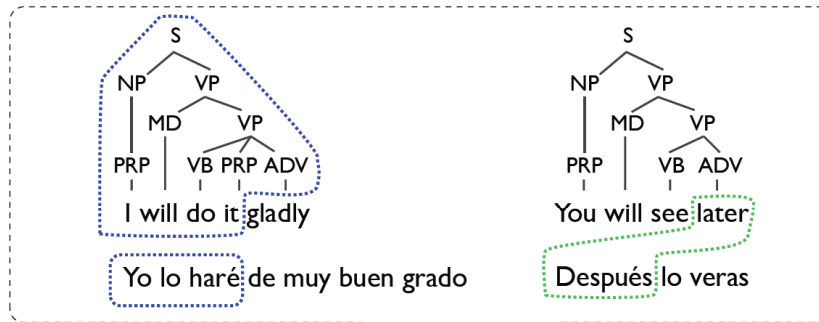 S
NP VP
MD VP
PRP VB PRP ADV
I will do it gladly
Yo lo haré de muy buen grado
S
NP VP
MD VP
PRP VB ADV
You will see later
Después lo veras